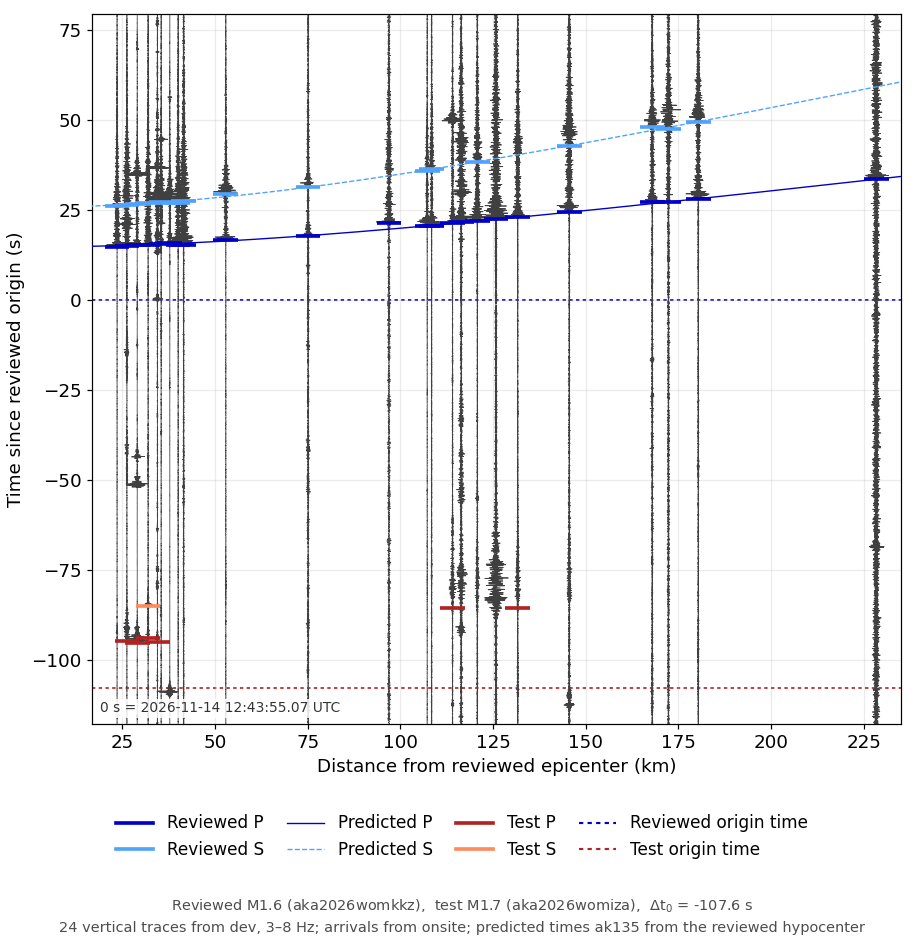 75
50
25
0
−25
−50
−75
−100
Time since reviewed origin (s)
0 s = 2026-11-14 12:43:55.07 UTC
25 50 75 100 125 150 175 200 225
Distance from reviewed epicenter (km)
Reviewed P Predicted P Test P Reviewed origin time
Reviewed S Predicted S Test S Test origin time
Reviewed M1.6 (aka2026womkkz), test M1.7 (aka2026womiza), Δt0 = -107.6 s
24 vertical traces from dev, 3–8 Hz; arrivals from onsite; predicted times ak135 from the reviewed hypocenter